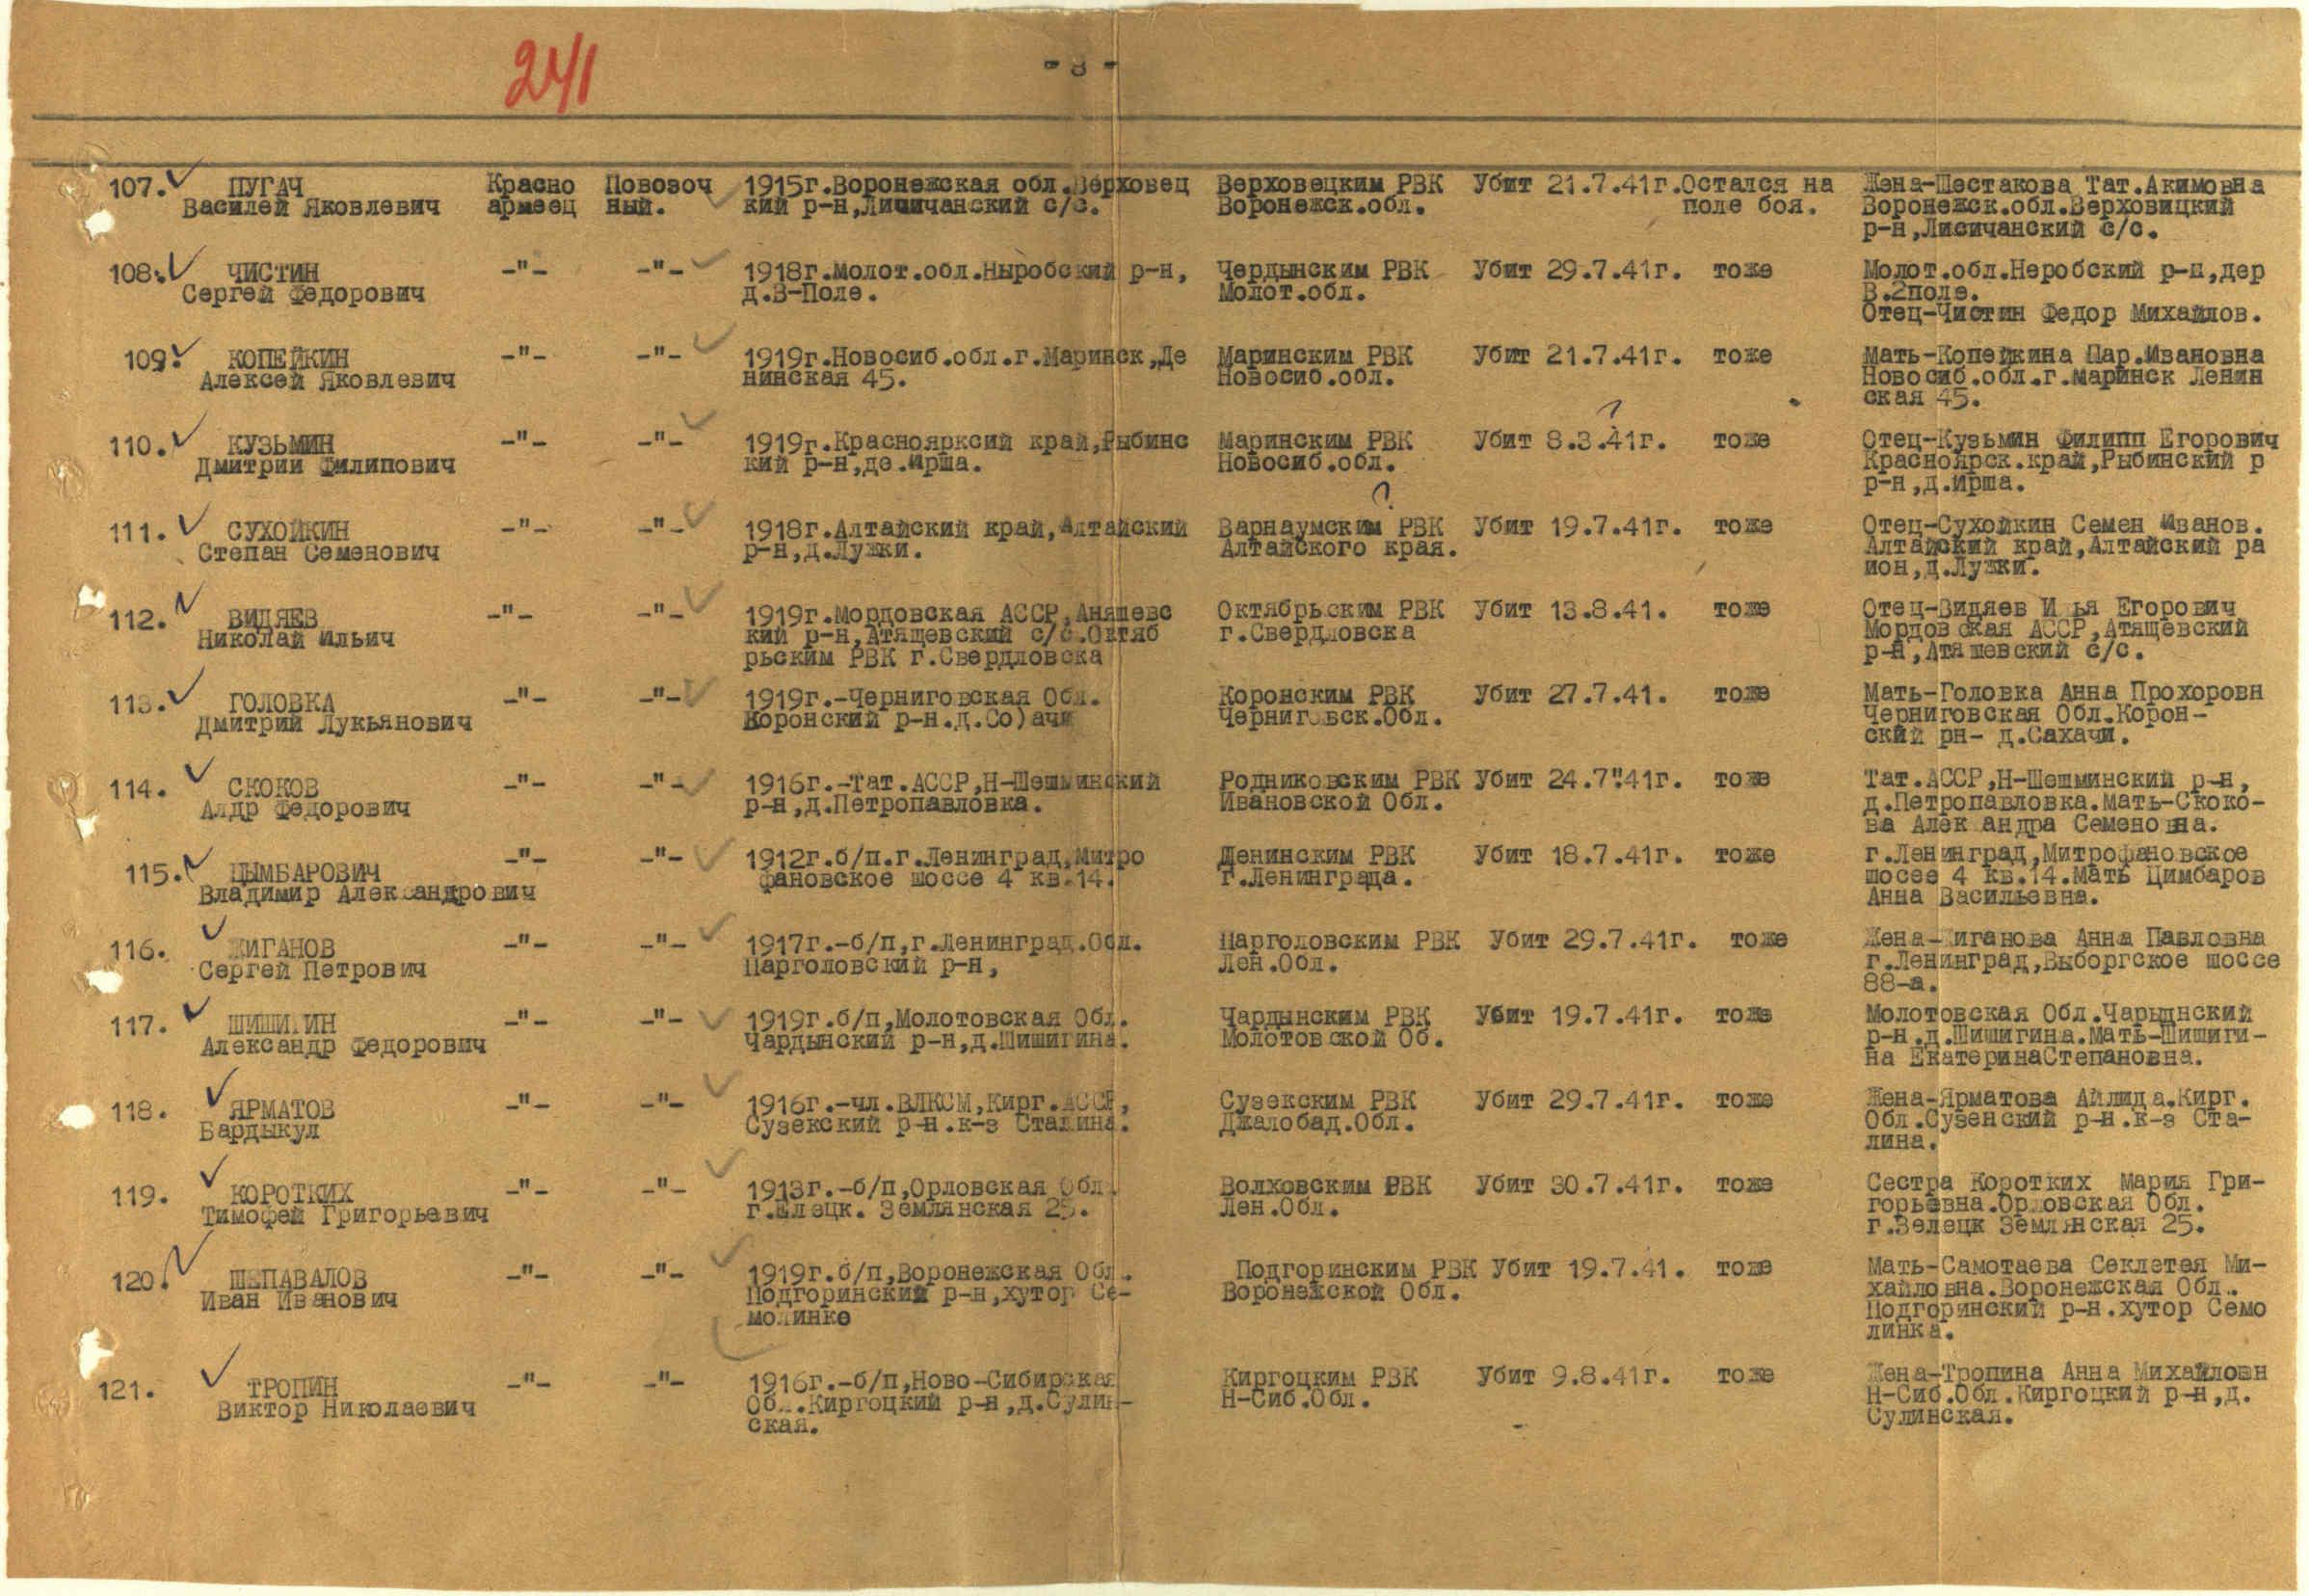 241
- 8 -
107. ПУГАЧ Красно Повозоч 1915г.Воронежская обл.Верховец Верховецким РВК Убит 21.7.41г.Остался на Жена-Шестакова Тат.Акимовна
Василей Яковлевич армеец ный. кий р-н,Лисичанский с/с. Воронежск.обл. поле боя. Воронежск.обл.Верховицкий
р-н,Лисичанский с/с.
108. ЧИСТИН -"- -"- 1918г.Молот.обл.Ныробский р-н, Чердынским РВК Убит 29.7.41г. тоже Молот.обл.Неробский р-н,дер
Сергей Федорович д.В-Поле. Молот.обл. В.2поле.
Отец-Чистин Федор Михайлов.
109. КОПЕЙКИН -"- -"- 1919г.Новосиб.обл.г.Маринск,Ле Маринским РВК Убит 21.7.41г. тоже Мать-Копейкина Пар.Ивановна
Алексей Яковлевич нинская 45. Новосиб.обл. Новосиб.обл.г.Маринск Ленин
ская 45.
110. КУЗЬМИН -"- -"- 1919г.Краснояркский край,Рыбинс Маринским РВК Убит 8.3.41г. тоже Отец-Кузьмин Филипп Егорович
Дмитрии Филипович кий р-н,де.Ирша. Новосиб.обл. Красноярск.край,Рыбинский р
р-н,д.Ирша.
111. СУХОЙКИН -"- -"- 1918г.Алтайский край,Алтайский Варнаумским РВК Убит 19.7.41г. тоже Отец-Сухойкин Семен Иванов.
Степан Семенович р-н,д.Лужки. Алтайского края. Алтайский край,Алтайский ра
ион,д.Лужки.
112. ВИДЯЕВ -"- -"- 1919г.Мордовская АССР,Аняшевс Октябрьским РВК Убит 13.8.41. тоже Отец-Видяев Илья Егорович
Николай Ильич кий р-н,Атящевский с/с.Октяб г.Свердловска Мордовская АССР,Атящевский
рьским РВК г.Свердловска р-н,Атяшевский с/с.
113. ГОЛОВКА -"- -"- 1919г.-Черниговская Обл. Коронским РВК Убит 27.7.41. тоже Мать-Головка Анна Прохоровн
Дмитрий Лукьянович Коронский р-н.д.Со)ачи Черниговск.Обл. Черниговская Обл.Корон-
ский рн- д.Сахачи.
114. СКОКОВ -"- -"- 1916г.-Тат.АССР,Н-Шешминский Родниковским РВК Убит 24.7"41г. тоже Тат.АССР,Н-Шешминский р-н,
Алдр Федорович р-н,д.Петропавловка. Ивановской Обл. д.Петропавловка.Мать-Скоко-
ва Александра Семеновна.
115. ЦЫМБАРОВИЧ -"- -"- 1912г.б/п.г.Ленинград,Митро Ленинским РВК Убит 18.7.41г. тоже г.Ленинград,Митрофановское
Владимир Александрович фановское шоссе 4 кв.14. г.Ленинграда. шосее 4 кв.14.Мать Цимбаров
Анна Васильевна.
116. ЖИГАНОВ -"- -"- 1917г.-б/п,г.Ленинград.Обл. Парголовским РВК Убит 29.7.41г. тоже Жена-Жиганова Анна Павловна
Сергей Петрович Парголовский р-н, Лен.Обл. г.Ленинград,Выборгское шоссе
88-а.
117. ШИШИГИН -"- -"- 1919г.б/п,Молотовская Обл. Чардынским РВК Убит 19.7.41г. тоже Молотовская Обл.Чардынский
Александр Федорович Чардынский р-н,д.Шишигина. Молотовской Об. р-н.д.Шишигина.Мать-Шишиги-
на ЕкатеринаСтепановна.
118. ЯРМАТОВ -"- -"- 1916г.-чл.ВЛКСМ,Кирг.АССР, Сузекским РВК Убит 29.7.41г. тоже Жена-Ярматова Айлида.Кирг.
Бардыкул Сузекский р-н.к-з Сталина. Джалобад.Обл. Обл.Сузенский р-н.к-з Ста-
лина.
119. КОРОТКИХ -"- -"- 1913г.-б/п,Орловская Обл. Волховским РВК Убит 30.7.41г. тоже Сестра Коротких Мария Гри-
Тимофей Григорьевич г.Елецк. Землянская 25. Лен.Обл. горьевна.Орловская Обл.
г.Зелецк Землянская 25.
120. ШЕПАВАЛОВ -"- -"- 1919г.б/п,Воронежская Обл. Подгоринским РВК Убит 19.7.41. тоже Мать-Самотаева Секлетея Ми-
Иван Иванович Подгоринский р-н,хутор Се- Воронежской Обл. хайловна.Воронежская Обл.
молинке Подгоринский р-н.хутор Семо
линка.
121. ТРОПИН -"- -"- 1916г.-б/п,Ново-Сибирская Киргоцким РВК Убит 9.8.41г. тоже Жена-Тропина Анна Михайловн
Виктор Николаевич Обл.Киргоцкий р-н,д.Сулин- Н-Сиб.Обл. Н-Сиб.Обл.Киргоцкий р-н,д.
ская. Сулинская.